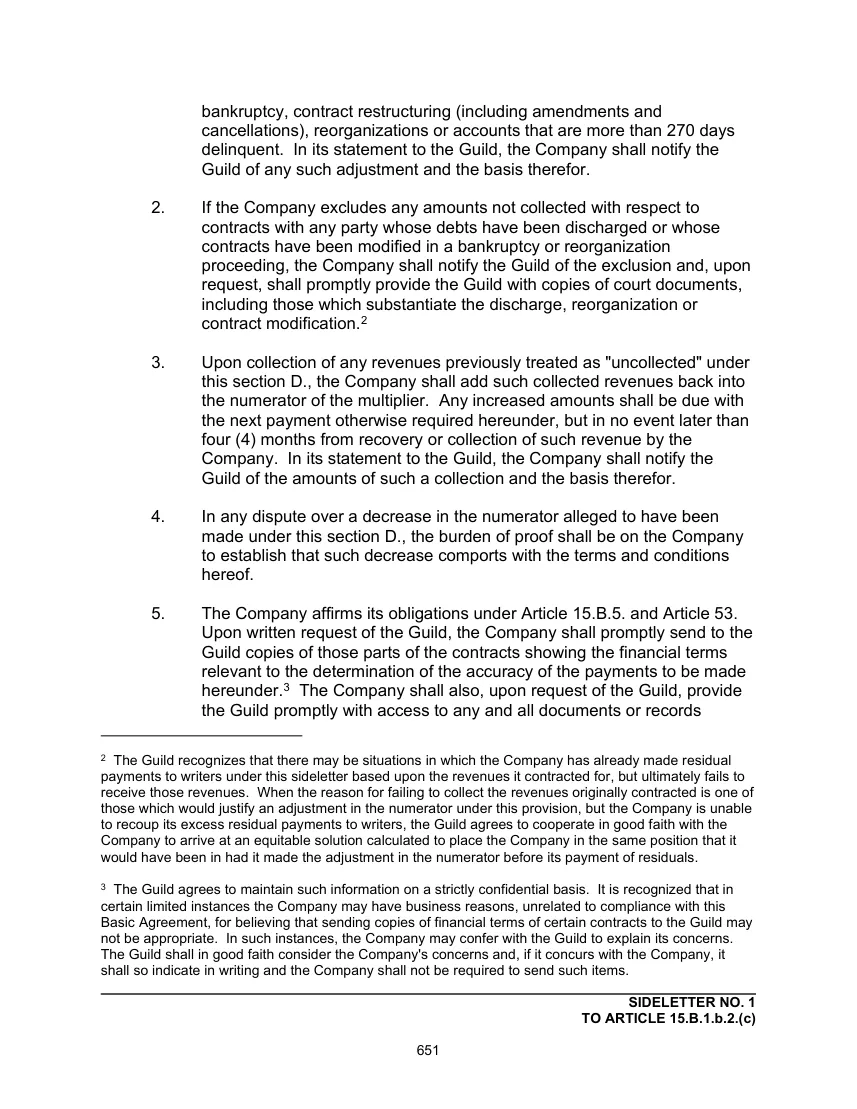 bankruptcy, contract restructuring (including amendments and
cancellations), reorganizations or accounts that are more than 270 days
delinquent.  In its statement to the Guild, the Company shall notify the
Guild of any such adjustment and the basis therefor.
2. If the Company excludes any amounts not collected with respect to
contracts with any party whose debts have been discharged or whose
contracts have been modified in a bankruptcy or reorganization
proceeding, the Company shall notify the Guild of the exclusion and, upon
request, shall promptly provide the Guild with copies of court documents,
including those which substantiate the discharge, reorganization or
contract modification.2
3. Upon collection of any revenues previously treated as "uncollected" under
this section D., the Company shall add such collected revenues back into
the numerator of the multiplier.  Any increased amounts shall be due with
the next payment otherwise required hereunder, but in no event later than
four (4) months from recovery or collection of such revenue by the
Company.  In its statement to the Guild, the Company shall notify the
Guild of the amounts of such a collection and the basis therefor.
4. In any dispute over a decrease in the numerator alleged to have been
made under this section D., the burden of proof shall be on the Company
to establish that such decrease comports with the terms and conditions
hereof.
5. The Company affirms its obligations under Article 15.B.5. and Article 53.
Upon written request of the Guild, the Company shall promptly send to the
Guild copies of those parts of the contracts showing the financial terms
relevant to the determination of the accuracy of the payments to be made
hereunder.3  The Company shall also, upon request of the Guild, provide
the Guild promptly with access to any and all documents or records
2 The Guild recognizes that there may be situations in which the Company has already made residual
payments to writers under this sideletter based upon the revenues it contracted for, but ultimately fails to
receive those revenues.  When the reason for failing to collect the revenues originally contracted is one of
those which would justify an adjustment in the numerator under this provision, but the Company is unable
to recoup its excess residual payments to writers, the Guild agrees to cooperate in good faith with the
Company to arrive at an equitable solution calculated to place the Company in the same position that it
would have been in had it made the adjustment in the numerator before its payment of residuals.
3 The Guild agrees to maintain such information on a strictly confidential basis.  It is recognized that in
certain limited instances the Company may have business reasons, unrelated to compliance with this
Basic Agreement, for believing that sending copies of financial terms of certain contracts to the Guild may
not be appropriate.  In such instances, the Company may confer with the Guild to explain its concerns.
The Guild shall in good faith consider the Company's concerns and, if it concurs with the Company, it
shall so indicate in writing and the Company shall not be required to send such items.
SIDELETTER NO. 1
TO ARTICLE 15.B.1.b.2.(c)
651